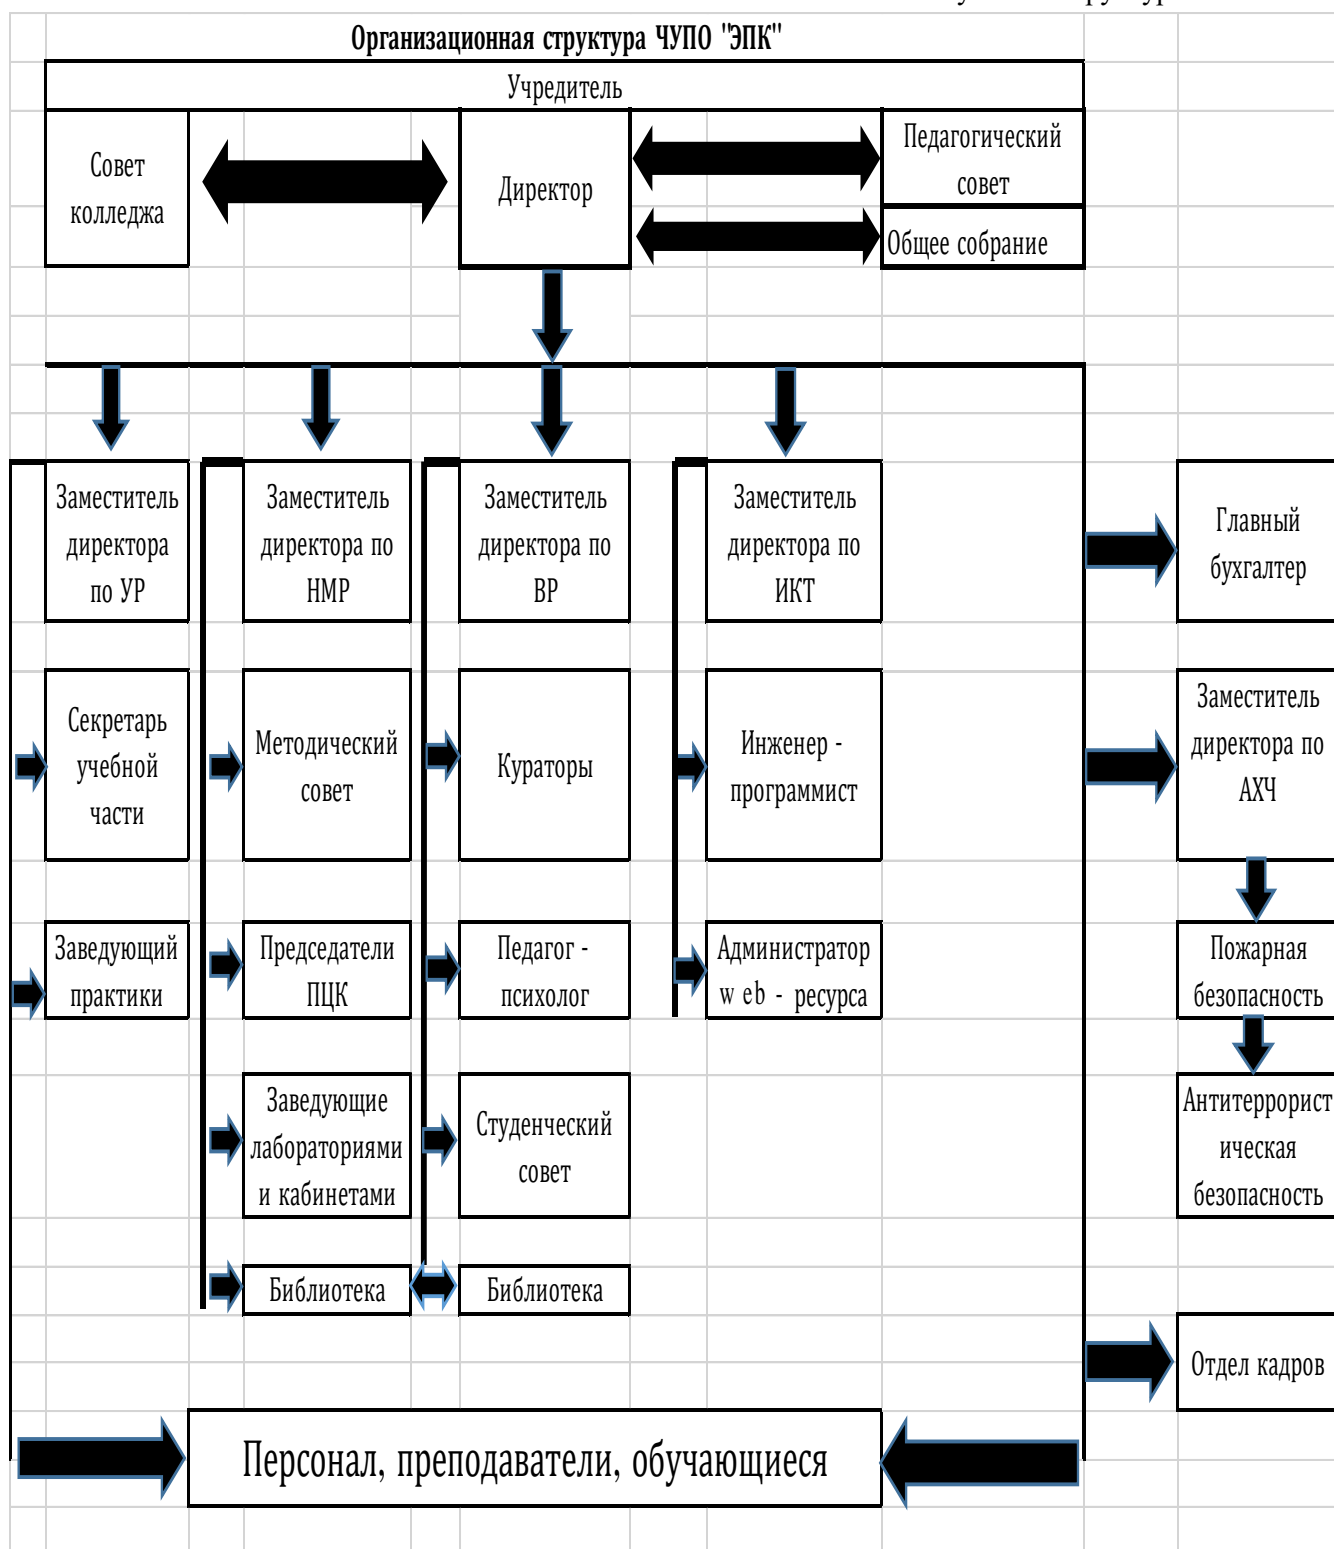 Организационная структура ЧУПО "ЭПК"
Учредитель
Совет
колледжа
Директор
Педагогический
совет
Общее собрание
Заместитель
директора
по УР
Заместитель
директора по
НМР
Заместитель
директора по
ВР
Заместитель
директора по
ИКТ
Главный
бухгалтер
Секретарь
учебной
части
Методический
совет
Кураторы
Инженер -
программист
Заместитель
директора по
АХЧ
Заведующий
практики
Председатели
ПЦК
Педагог -
психолог
Администратор
web - ресурса
Пожарная
безопасность
Заведующие
лабораториями
и кабинетами
Студенческий
совет
Антитеррорист
ическая
безопасность
Библиотека
Библиотека
Отдел кадров
Персонал, преподаватели, обучающиеся